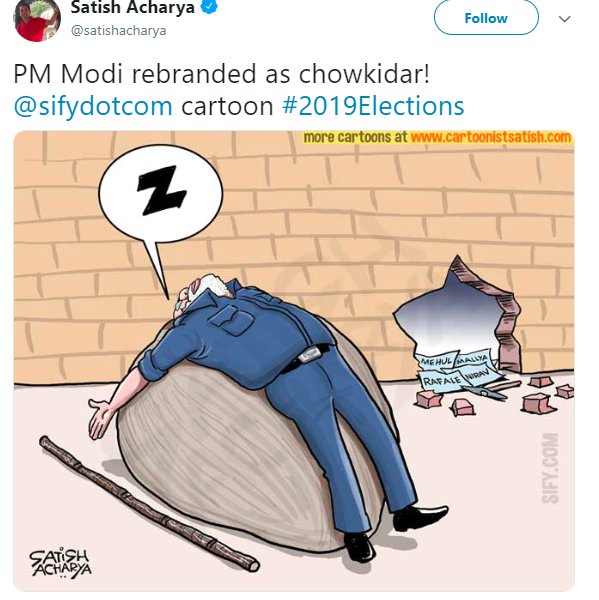 Satish Acharya
@satishacharya
Follow
PM Modi rebranded as chowkidar!
@sifydotcom cartoon #2019Elections
more cartoons at www.cartoonistsatish.com
Z
MEHUL
MALLYA
RAFALE
NIRAV
SIFY.COM
SATISH
ACHARYA